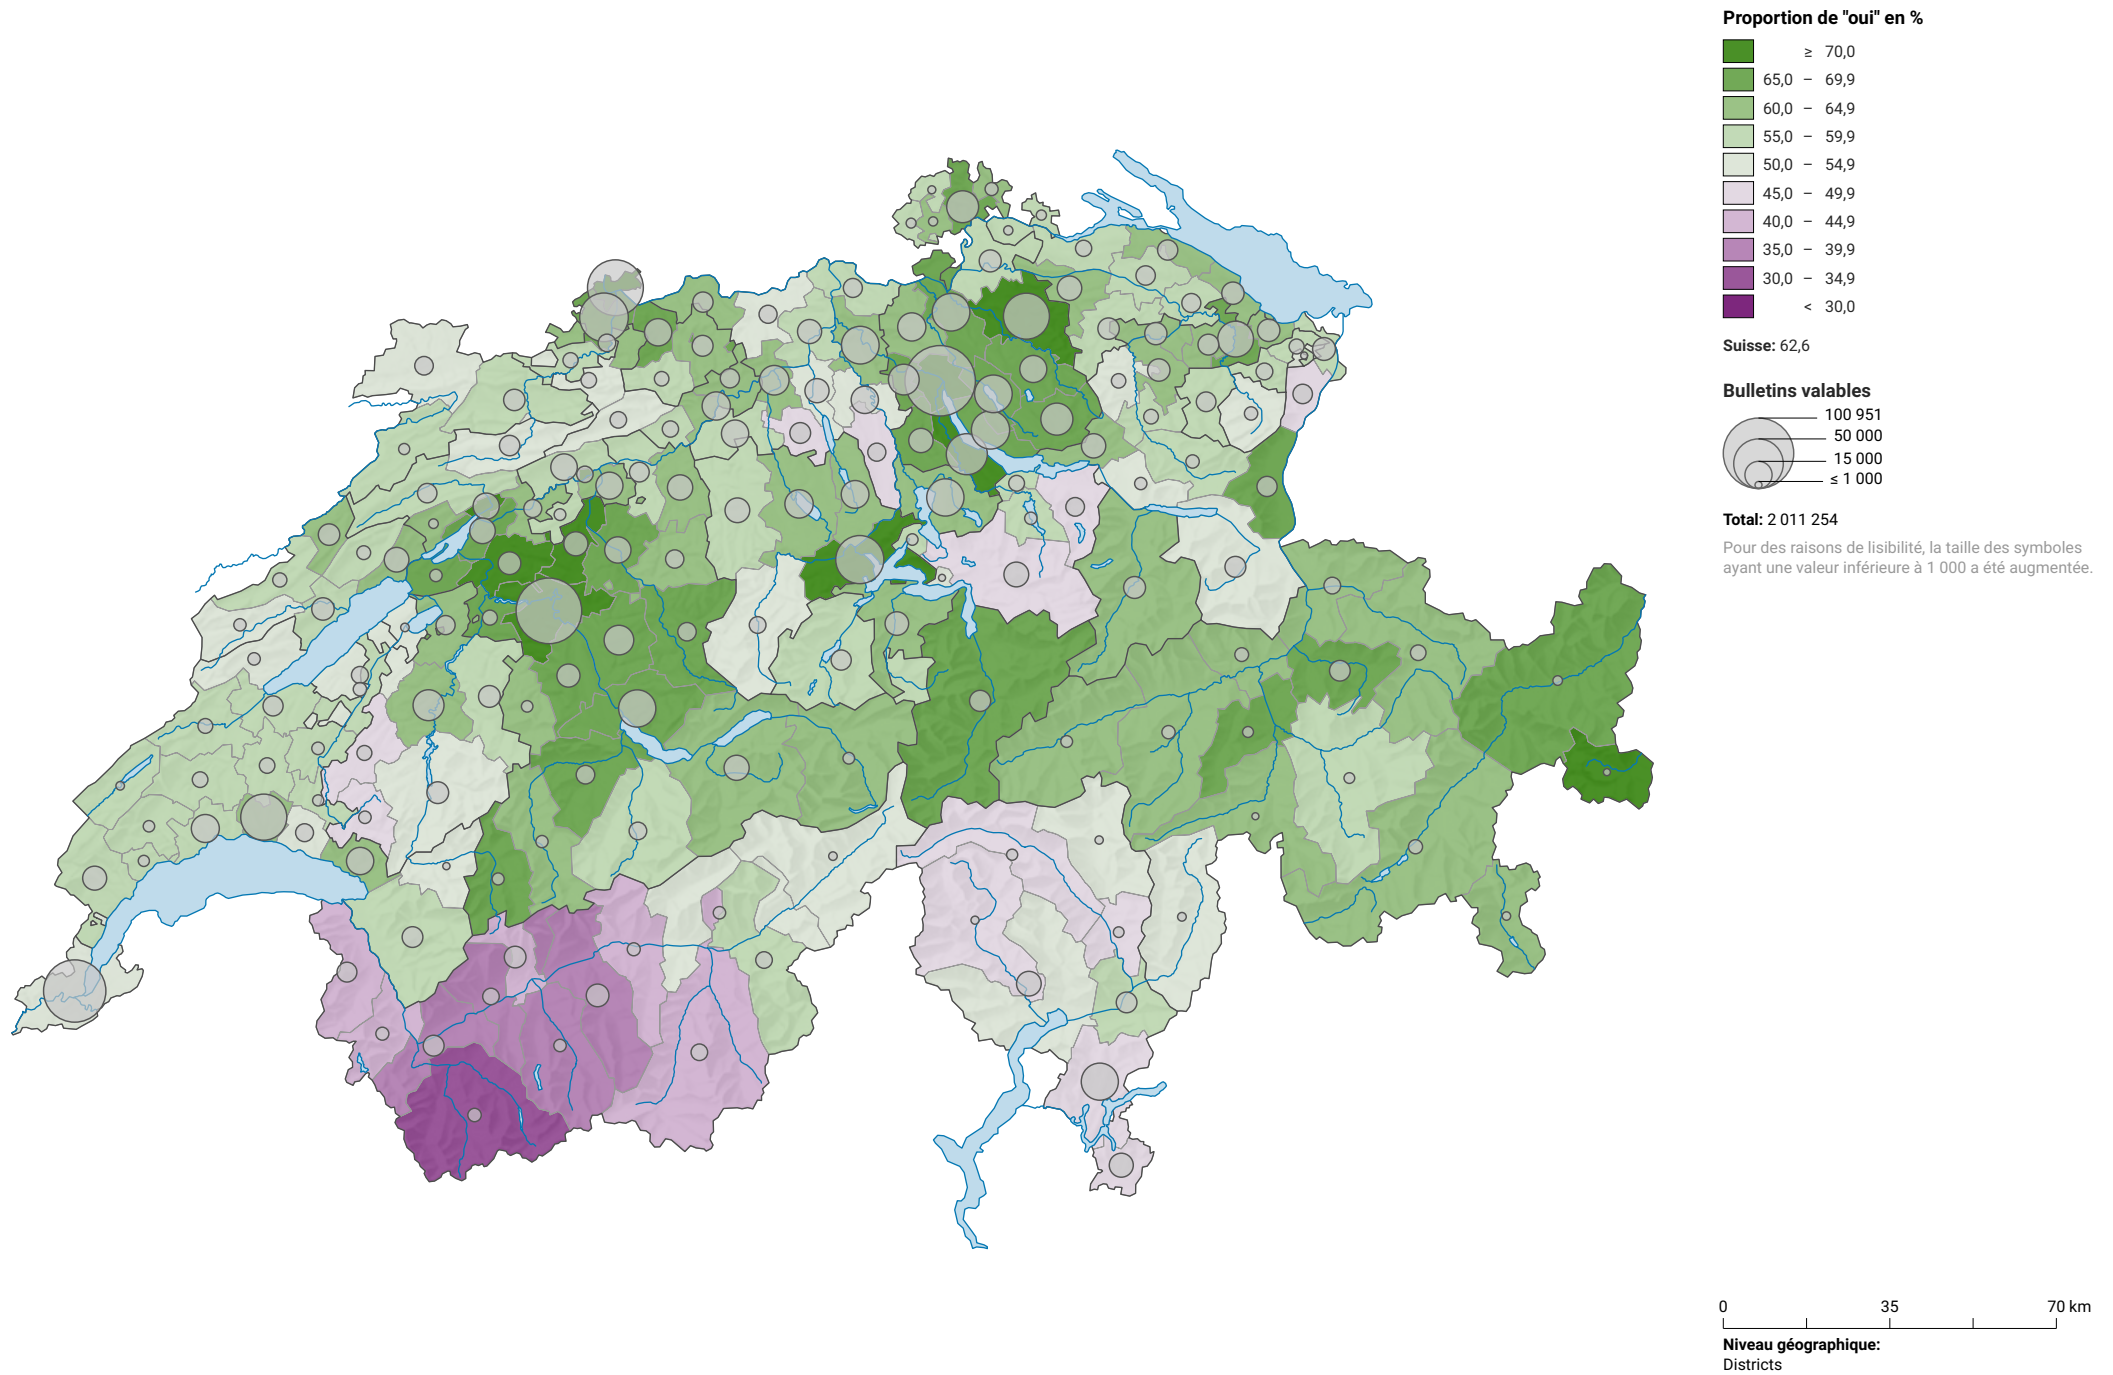 Proportion de "oui" en %
≥ 70,0
65,0 – 69,9
60,0 – 64,9
55,0 – 59,9
50,0 – 54,9
45,0 – 49,9
40,0 – 44,9
35,0 – 39,9
30,0 – 34,9
< 30,0
Suisse: 62,6
Bulletins valables
100 951
50 000
15 000
≤ 1 000
Total: 2 011 254
Pour des raisons de lisibilité, la taille des symboles
ayant une valeur inférieure à 1 000 a été augmentée.
0 35 70 km
Niveau géographique:
Districts